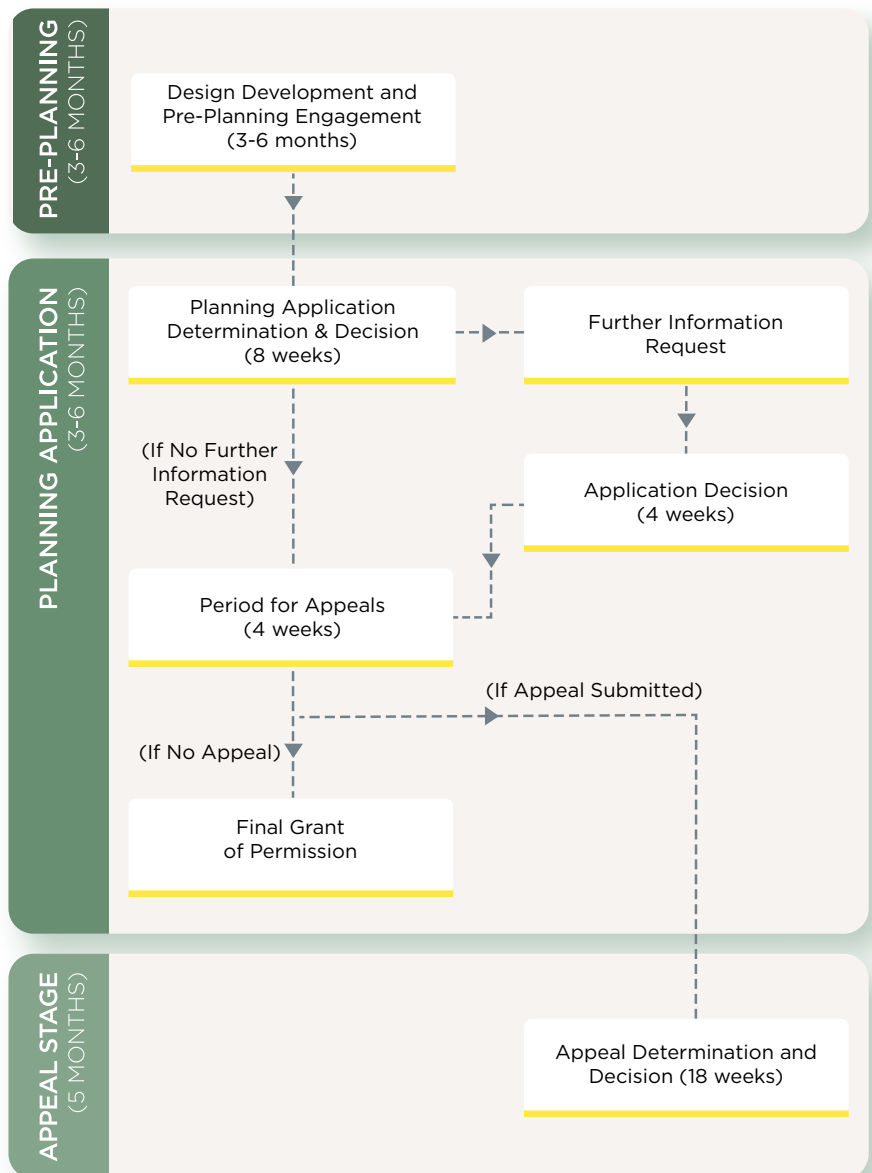 PRE-PLANNING
(3-6 MONTHS)
Design Development and
Pre-Planning Engagement
(3-6 months)
PLANNING APPLICATION
(3-6 MONTHS)
Planning Application
Determination & Decision
(8 weeks)
Further Information
Request
(If No Further
Information
Request)
Application Decision
(4 weeks)
Period for Appeals
(4 weeks)
(If Appeal Submitted)
(If No Appeal)
Final Grant
of Permission
APPEAL STAGE
(5 MONTHS)
Appeal Determination and
Decision (18 weeks)